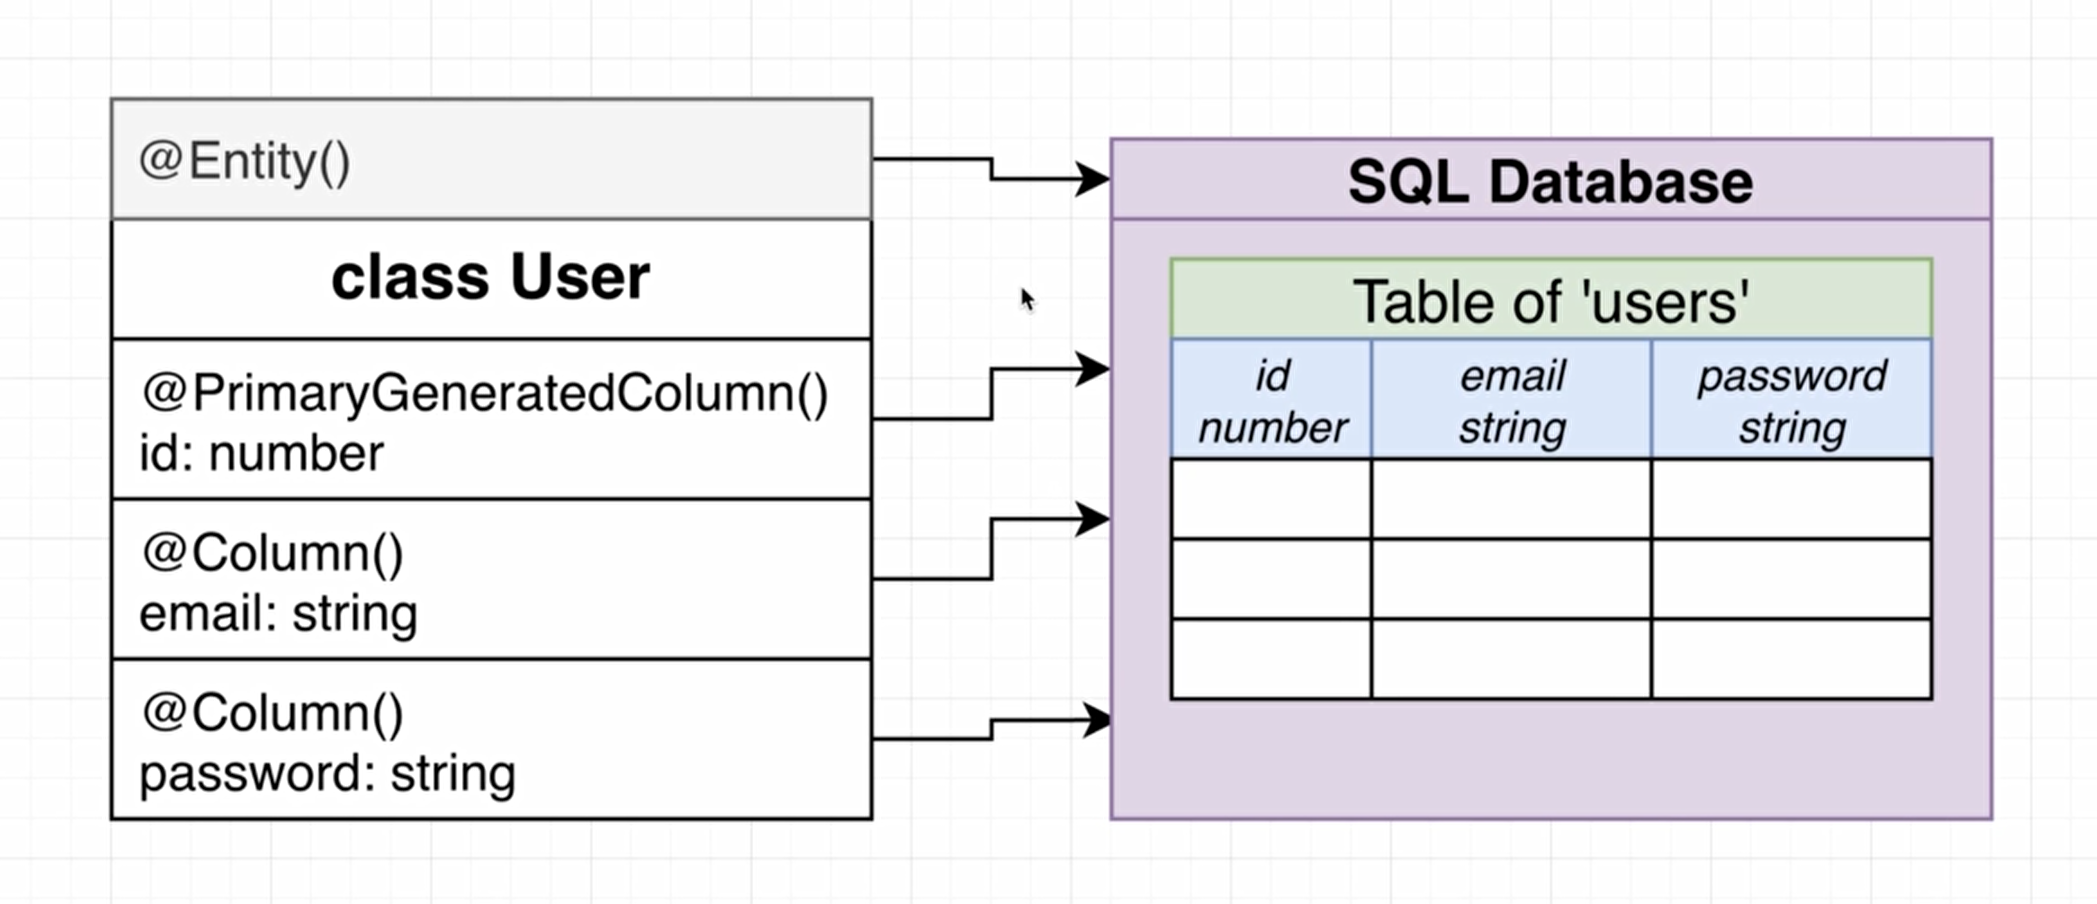 @Entity()
class User
@PrimaryGeneratedColumn()
id: number
@Column()
email: string
@Column()
password: string
SQL Database
Table of 'users'
id
number
email
string
password
string